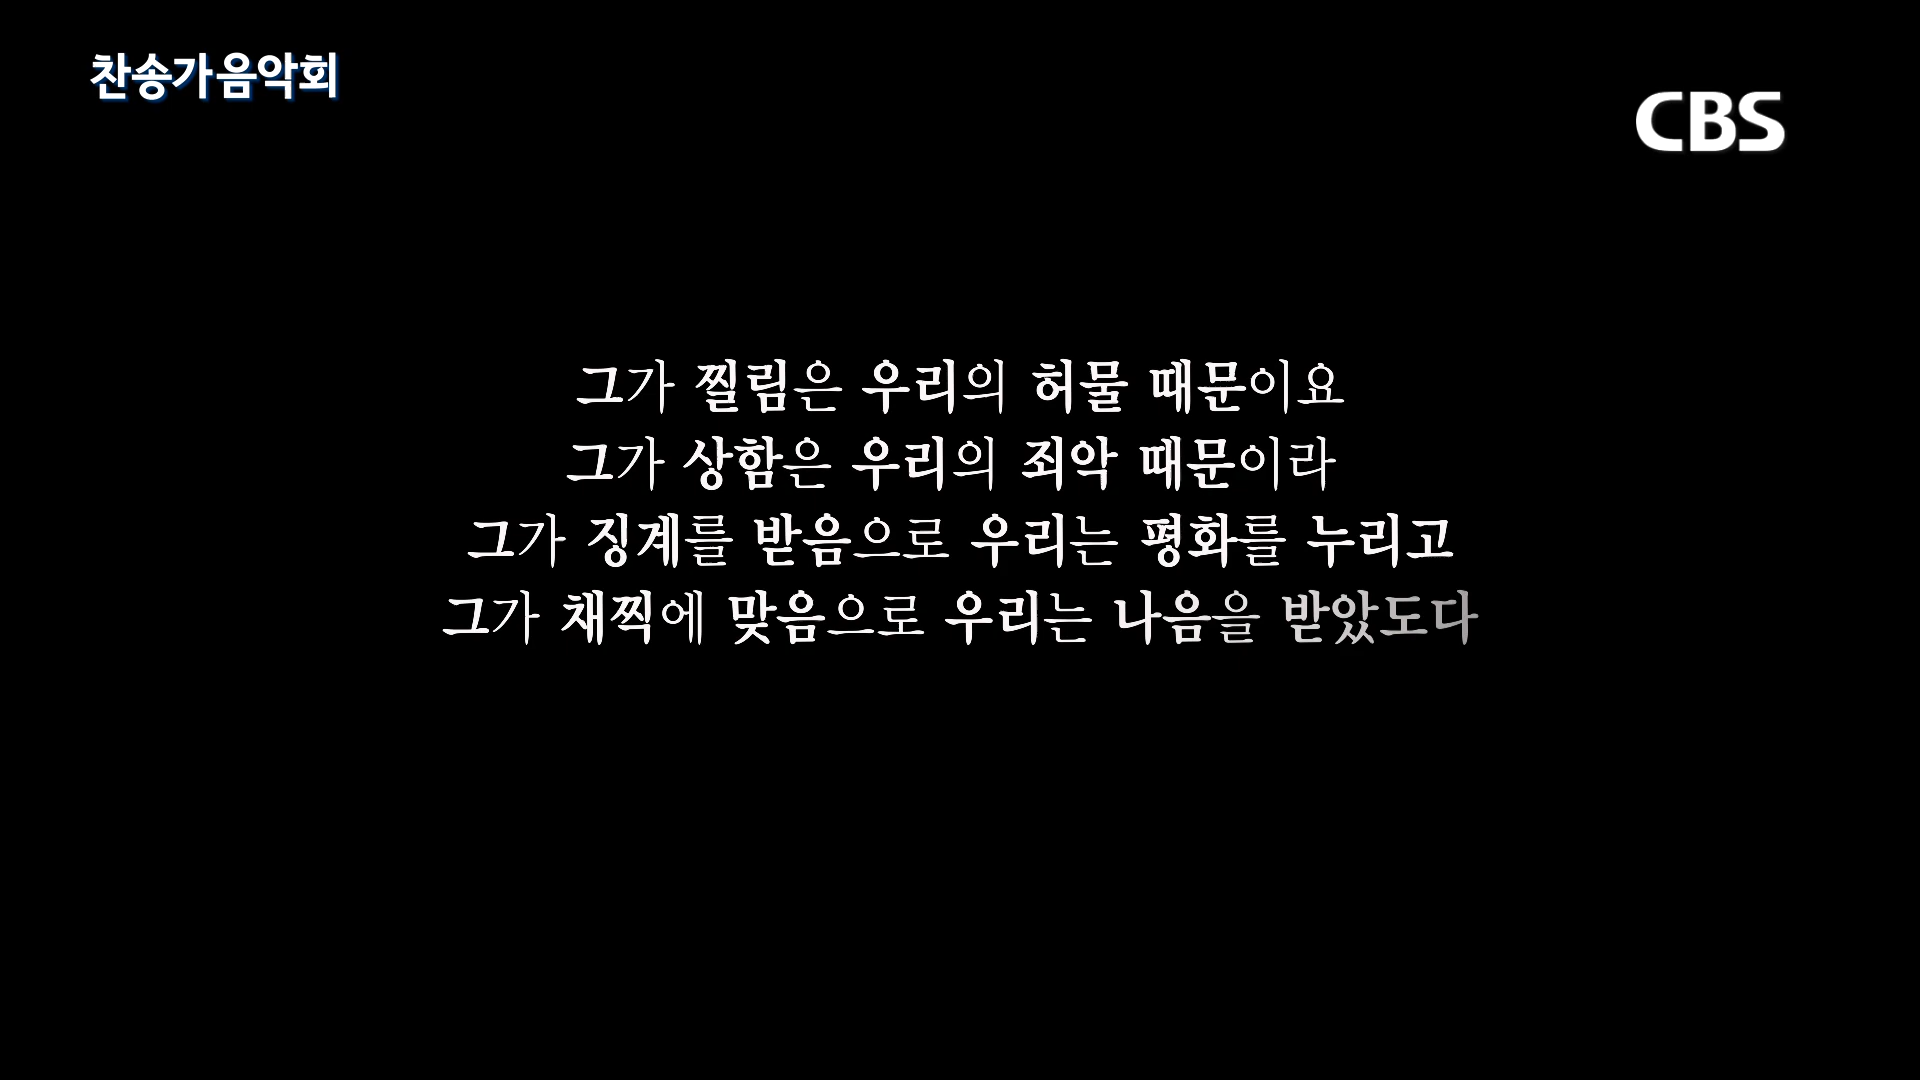 찬송가음악회
CBS
그가 찔림은 우리의 허물 때문이요
그가 상함은 우리의 죄악 때문이라
그가 징계를 받음으로 우리는 평화를 누리고
그가 채찍에 맞음으로 우리는 나음을 받았도다